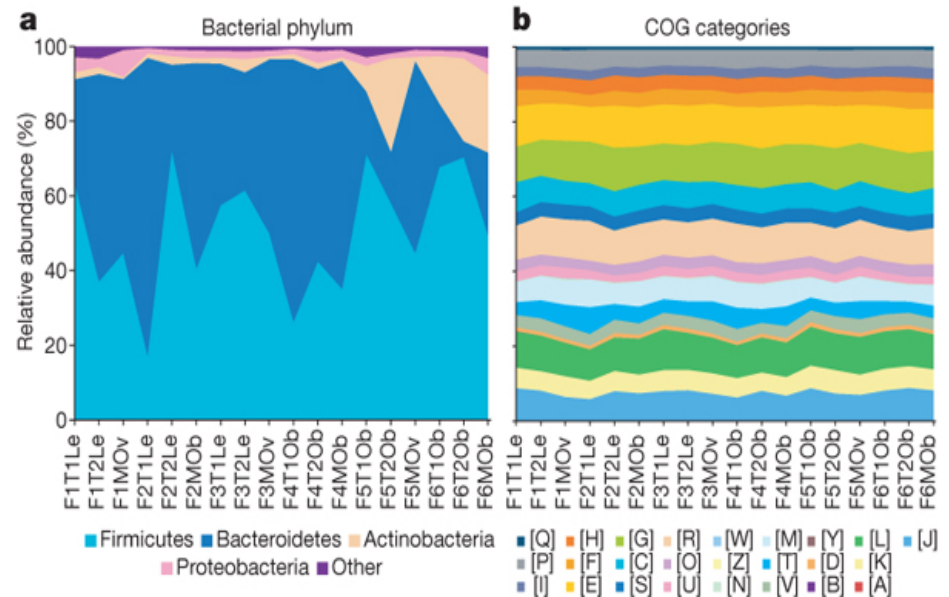 a
Bacterial phylum
Relative abundance (%)
100
80
60
40
20
0
F1T1Le
F1T2Le
F1MOv
F2T1Le
F2T2Le
F2MOb
F3T1Le
F3T2Le
F3MOv
F4T1Ob
F4T2Ob
F4MOb
F5T1Ob
F5T2Ob
F5MOv
F6T1Ob
F6T2Ob
F6MOb
Firmicutes Bacteroidetes Actinobacteria
Proteobacteria Other
b
COG categories
F1T1Le
F1T2Le
F1MOv
F2T1Le
F2T2Le
F2MOb
F3T1Le
F3T2Le
F3MOv
F4T1Ob
F4T2Ob
F4MOb
F5T1Ob
F5T2Ob
F5MOv
F6T1Ob
F6T2Ob
F6MOb
[Q] [H] [G] [R] [W] [M] [Y] [L] [J]
[P] [F] [C] [O] [Z] [T] [D] [K]
[I] [E] [S] [U] [N] [V] [B] [A]